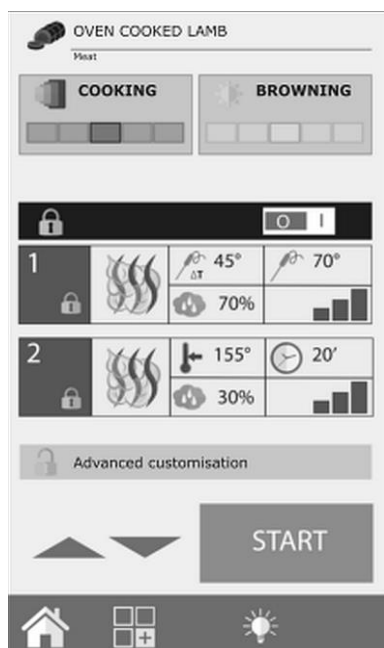 OVEN COOKED LAMB
Meat
COOKING
BROWNING
O I
1
ΔT 45°
70°
70%
2
155°
20’
30%
Advanced customisation
START